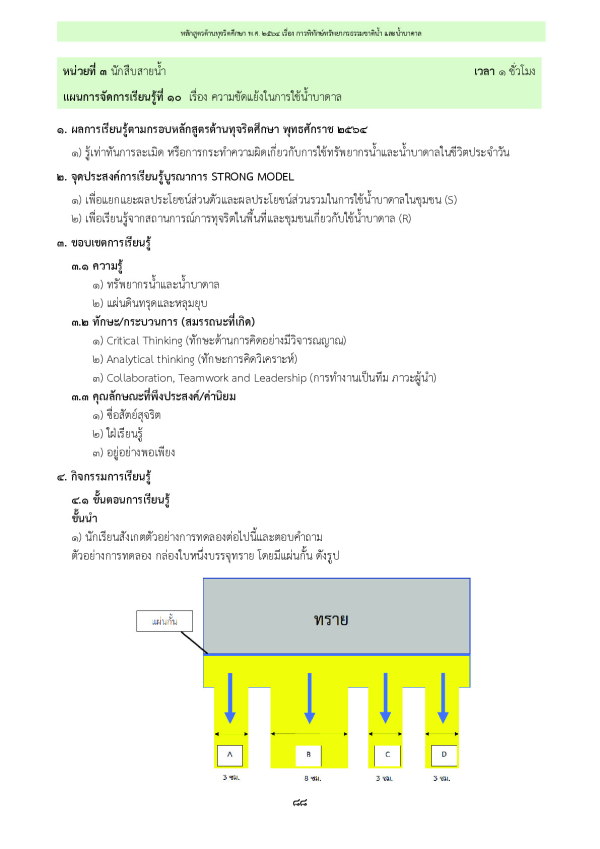 หลักสูตรต้านทุจริตศึกษา พ.ศ. ๒๕๖๔ เรื่อง การพิทักษ์ทรัพยากรธรรมชาติน้ำ และน้ำบาดาล
หน่วยที่ ๓ นักสืบสายน้ำ เวลา ๑ ชั่วโมง
แผนการจัดการเรียนรู้ที่ ๑๐ เรื่อง ความขัดแย้งในการใช้น้ำบาดาล
๑. ผลการเรียนรู้ตามกรอบหลักสูตรต้านทุจริตศึกษา พุทธศักราช ๒๕๖๔
๑) รู้เท่าทันการละเมิด หรือการกระทำความผิดเกี่ยวกับการใช้ทรัพยากรน้ำและน้ำบาดาลในชีวิตประจำวัน
๒. จุดประสงค์การเรียนรู้บูรณาการ STRONG MODEL
๑) เพื่อแยกแยะผลประโยชน์ส่วนตัวและผลประโยชน์ส่วนรวมในการใช้น้ำบาดาลในชุมชน (S)
๒) เพื่อเรียนรู้จากสถานการณ์การทุจริตในพื้นที่และชุมชนเกี่ยวกับใช้น้ำบาดาล (R)
๓. ขอบเขตการเรียนรู้
๓.๑ ความรู้
๑) ทรัพยากรน้ำและน้ำบาดาล
๒) แผ่นดินทรุดและหลุมยุบ
๓.๒ ทักษะ/กระบวนการ (สมรรถนะที่เกิด)
๑) Critical Thinking (ทักษะด้านการคิดอย่างมีวิจารณญาณ)
๒) Analytical thinking (ทักษะการคิดวิเคราะห์)
๓) Collaboration, Teamwork and Leadership (การทำงานเป็นทีม ภาวะผู้นำ)
๓.๓ คุณลักษณะที่พึงประสงค์/ค่านิยม
๑) ซื่อสัตย์สุจริต
๒) ใฝ่เรียนรู้
๓) อยู่อย่างพอเพียง
๔. กิจกรรมการเรียนรู้
๔.๑ ขั้นตอนการเรียนรู้
ขั้นนำ
๑) นักเรียนสังเกตตัวอย่างการทดลองต่อไปนี้และตอบคำถาม
ตัวอย่างการทดลอง กล่องใบหนึ่งบรรจุทราย โดยมีแผ่นกั้น ดังรูป
ทราย
แผ่นกั้น
A B C D
3 ซม. 8 ซม. 3 ซม. 3 ซม.
๘๘